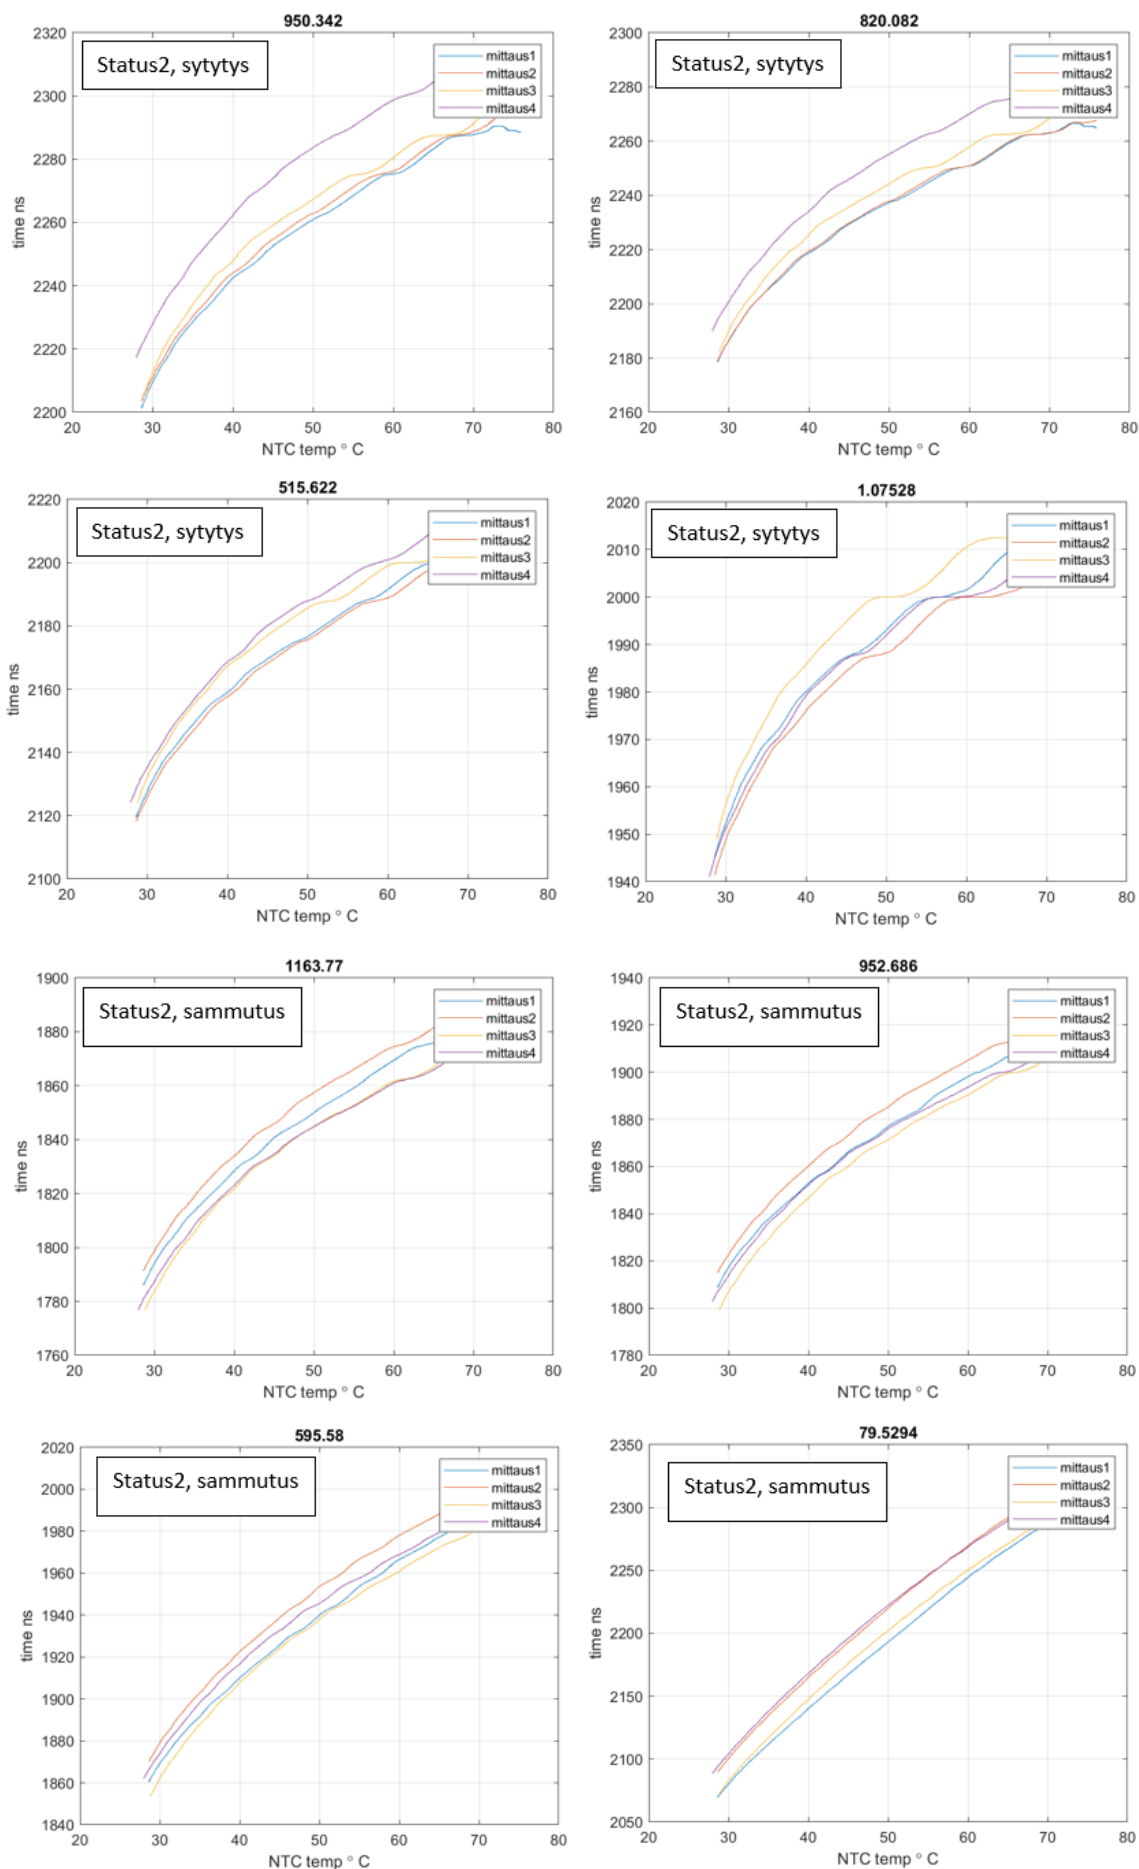 950.342
2320
2300
2280
2260
2240
2220
2200
time ns
20 30 40 50 60 70 80
NTC temp ° C
Status2, sytytys
mittaus1
mittaus2
mittaus3
mittaus4
820.082
2300
2280
2260
2240
2220
2200
2180
2160
time ns
20 30 40 50 60 70 80
NTC temp ° C
Status2, sytytys
mittaus1
mittaus2
mittaus3
mittaus4
515.622
2220
2200
2180
2160
2140
2120
2100
time ns
20 30 40 50 60 70 80
NTC temp ° C
Status2, sytytys
mittaus1
mittaus2
mittaus3
mittaus4
1.07528
2020
2010
2000
1990
1980
1970
1960
1950
1940
time ns
20 30 40 50 60 70 80
NTC temp ° C
Status2, sytytys
mittaus1
mittaus2
mittaus3
mittaus4
1163.77
1900
1880
1860
1840
1820
1800
1780
1760
time ns
20 30 40 50 60 70 80
NTC temp ° C
Status2, sammutus
mittaus1
mittaus2
mittaus3
mittaus4
952.686
1940
1920
1900
1880
1860
1840
1820
1800
1780
time ns
20 30 40 50 60 70 80
NTC temp ° C
Status2, sammutus
mittaus1
mittaus2
mittaus3
mittaus4
595.58
2020
2000
1980
1960
1940
1920
1900
1880
1860
1840
time ns
20 30 40 50 60 70 80
NTC temp ° C
Status2, sammutus
mittaus1
mittaus2
mittaus3
mittaus4
79.5294
2350
2300
2250
2200
2150
2100
2050
time ns
20 30 40 50 60 70 80
NTC temp ° C
Status2, sammutus
mittaus1
mittaus2
mittaus3
mittaus4